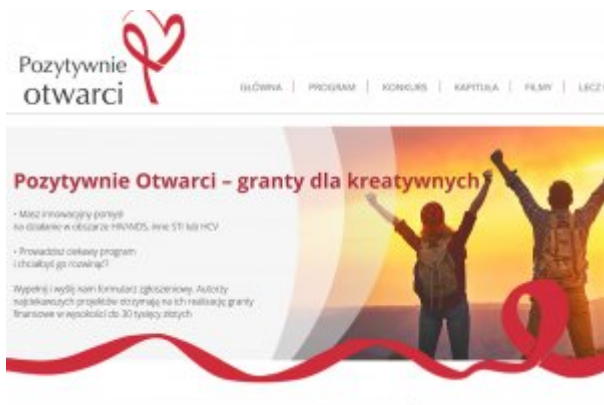 Pozytywnie
otwarci
GŁÓWNA | PROGRAM | KONKURS | KAPITUŁA | FILMY | LECZ
Pozytywnie Otwarci – granty dla kreatywnych
• Masz innowacyjny pomysł
na działanie w obszarze HIV/AIDS, inne STI lub HCV
• Prowadzisz ciekawy program
i chciałbyś go rozwinąć?
Wypełnij i wyślij nam formularz zgłoszeniowy. Autorzy
najciekawszych projektów otrzymają na ich realizację granty
finansowe w wysokości do 30 tysięcy złotych